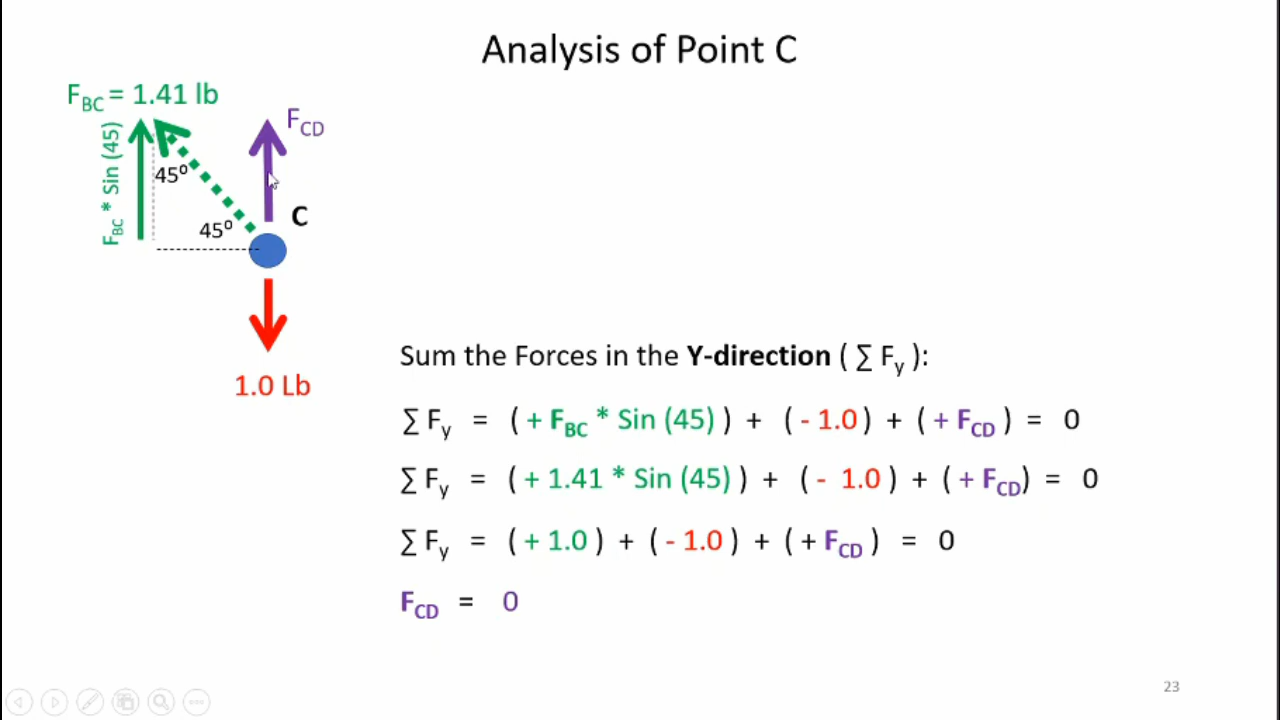 Analysis of Point C
F_BC = 1.41 lb
F_CD
F_BC * Sin (45)
45⁰
C
45⁰
1.0 Lb
Sum the Forces in the Y-direction ( ∑ F_y ):
∑ F_y = ( + F_BC * Sin (45) ) + ( - 1.0 ) + ( + F_CD ) = 0
∑ F_y = ( + 1.41 * Sin (45) ) + ( - 1.0 ) + ( + F_CD) = 0
∑ F_y = ( + 1.0 ) + ( - 1.0 ) + ( + F_CD ) = 0
F_CD = 0
23